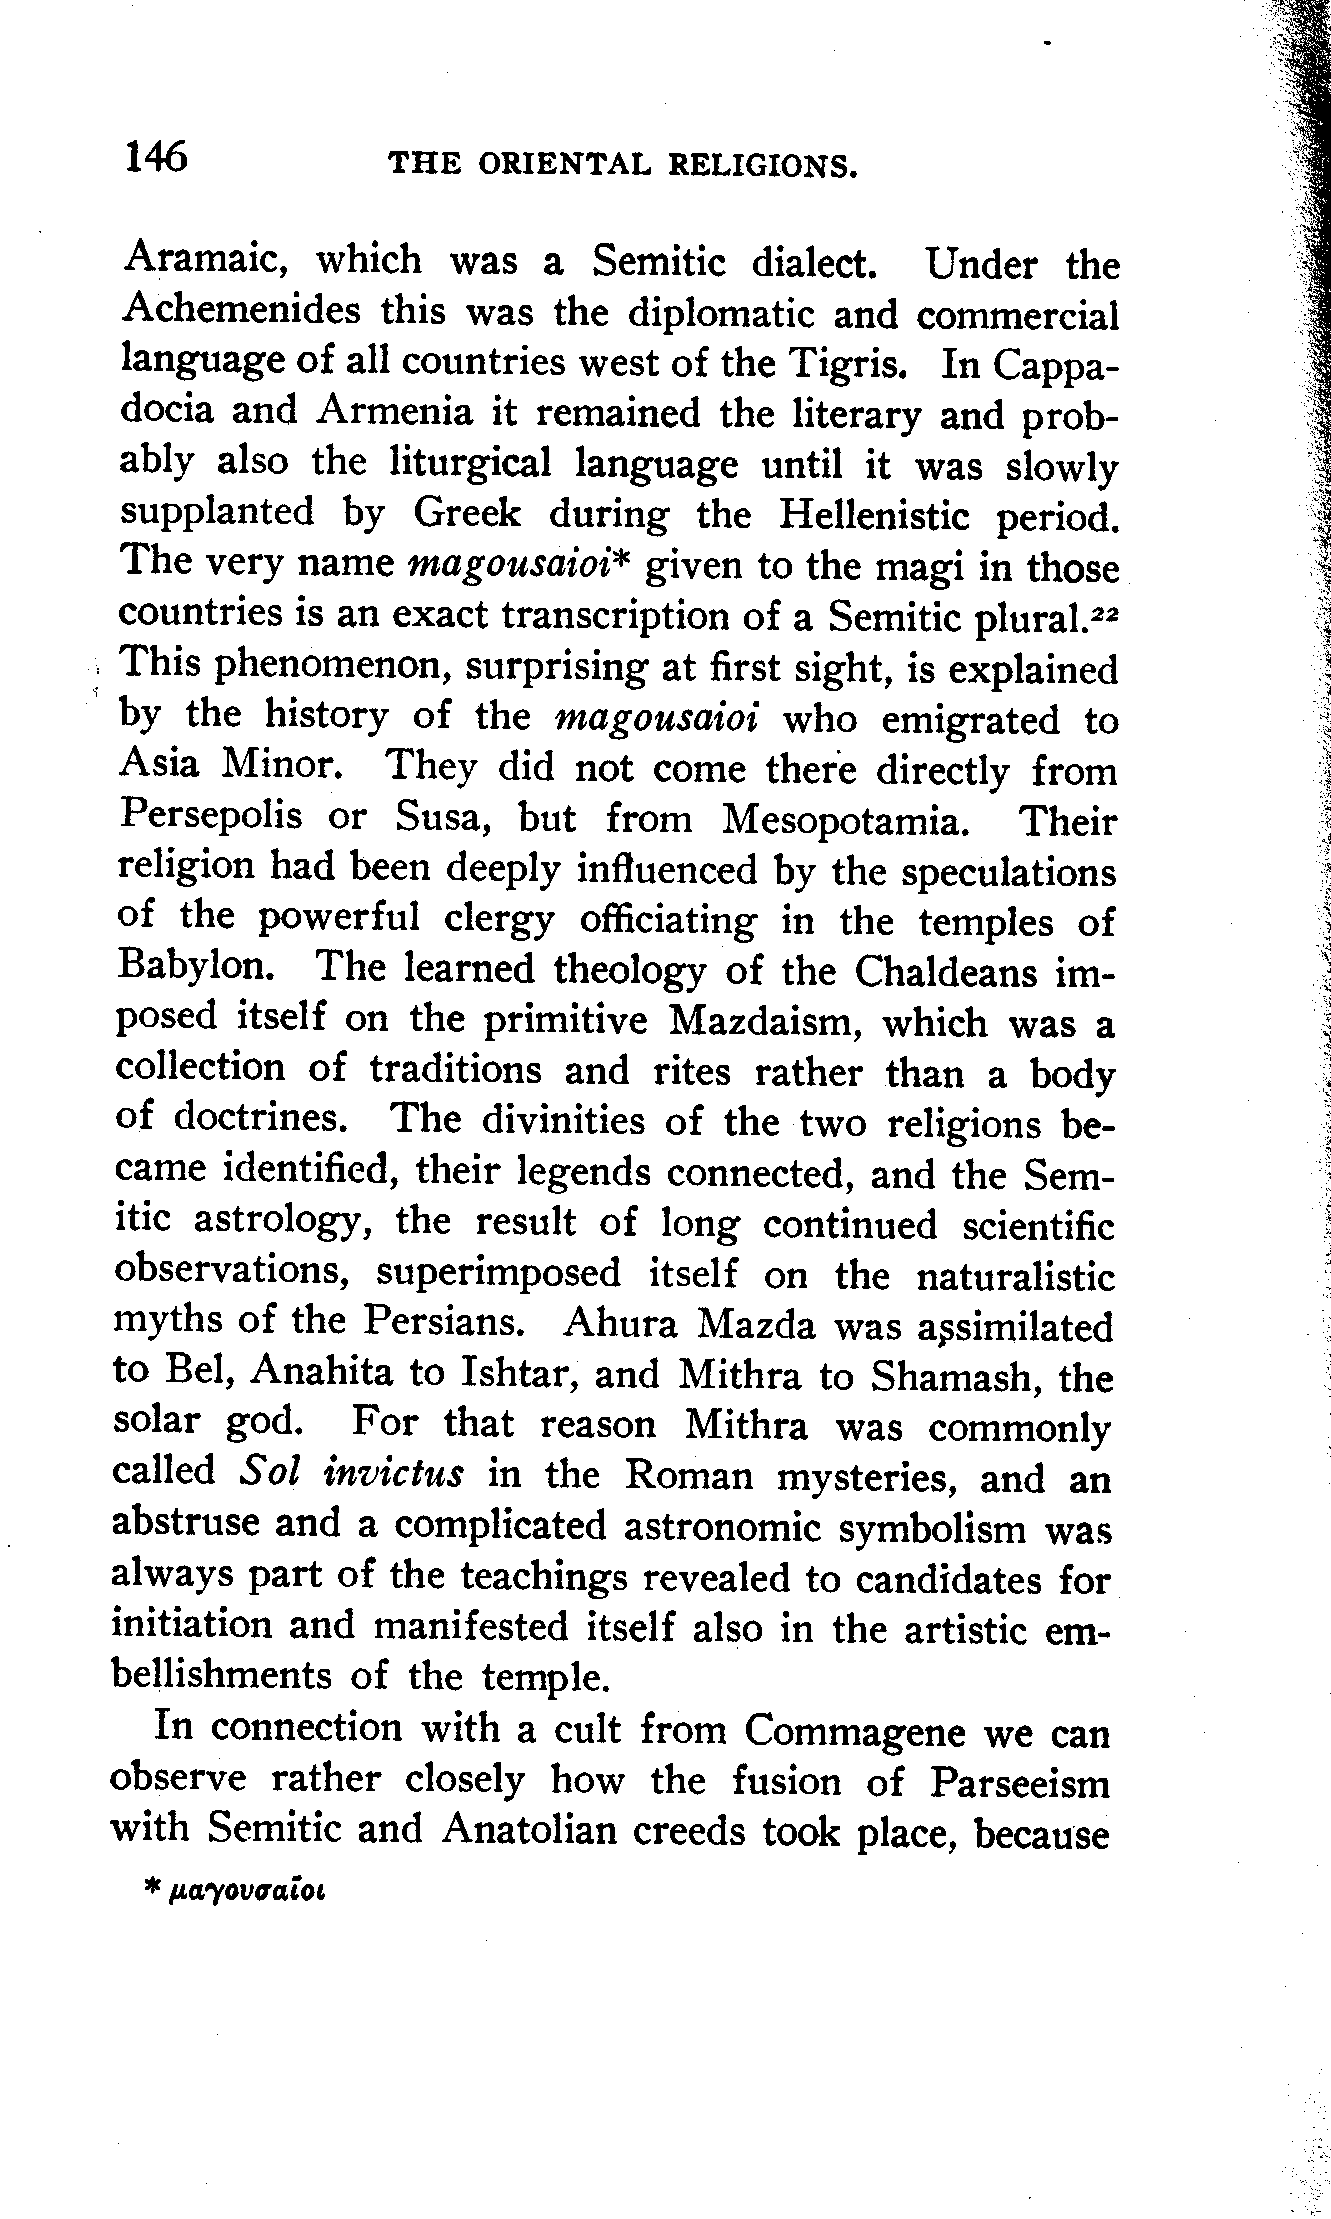 146 THE ORIENTAL RELIGIONS.
Aramaic, which was a Semitic dialect. Under the
Achemenides this was the diplomatic and commercial
language of all countries west of the Tigris. In Cappa-
docia and Armenia it remained the literary and prob-
ably also the liturgical language until it was slowly
supplanted by Greek during the Hellenistic period.
The very name magousaioi* given to the magi in those
countries is an exact transcription of a Semitic plural.²²
This phenomenon, surprising at first sight, is explained
by the history of the magousaioi who emigrated to
Asia Minor. They did not come there directly from
Persepolis or Susa, but from Mesopotamia. Their
religion had been deeply influenced by the speculations
of the powerful clergy officiating in the temples of
Babylon. The learned theology of the Chaldeans im-
posed itself on the primitive Mazdaism, which was a
collection of traditions and rites rather than a body
of doctrines. The divinities of the two religions be-
came identified, their legends connected, and the Sem-
itic astrology, the result of long continued scientific
observations, superimposed itself on the naturalistic
myths of the Persians. Ahura Mazda was assimilated
to Bel, Anahita to Ishtar, and Mithra to Shamash, the
solar god. For that reason Mithra was commonly
called Sol invictus in the Roman mysteries, and an
abstruse and a complicated astronomic symbolism was
always part of the teachings revealed to candidates for
initiation and manifested itself also in the artistic em-
bellishments of the temple.
In connection with a cult from Commagene we can
observe rather closely how the fusion of Parseeism
with Semitic and Anatolian creeds took place, because
* μαγουσαῖοι